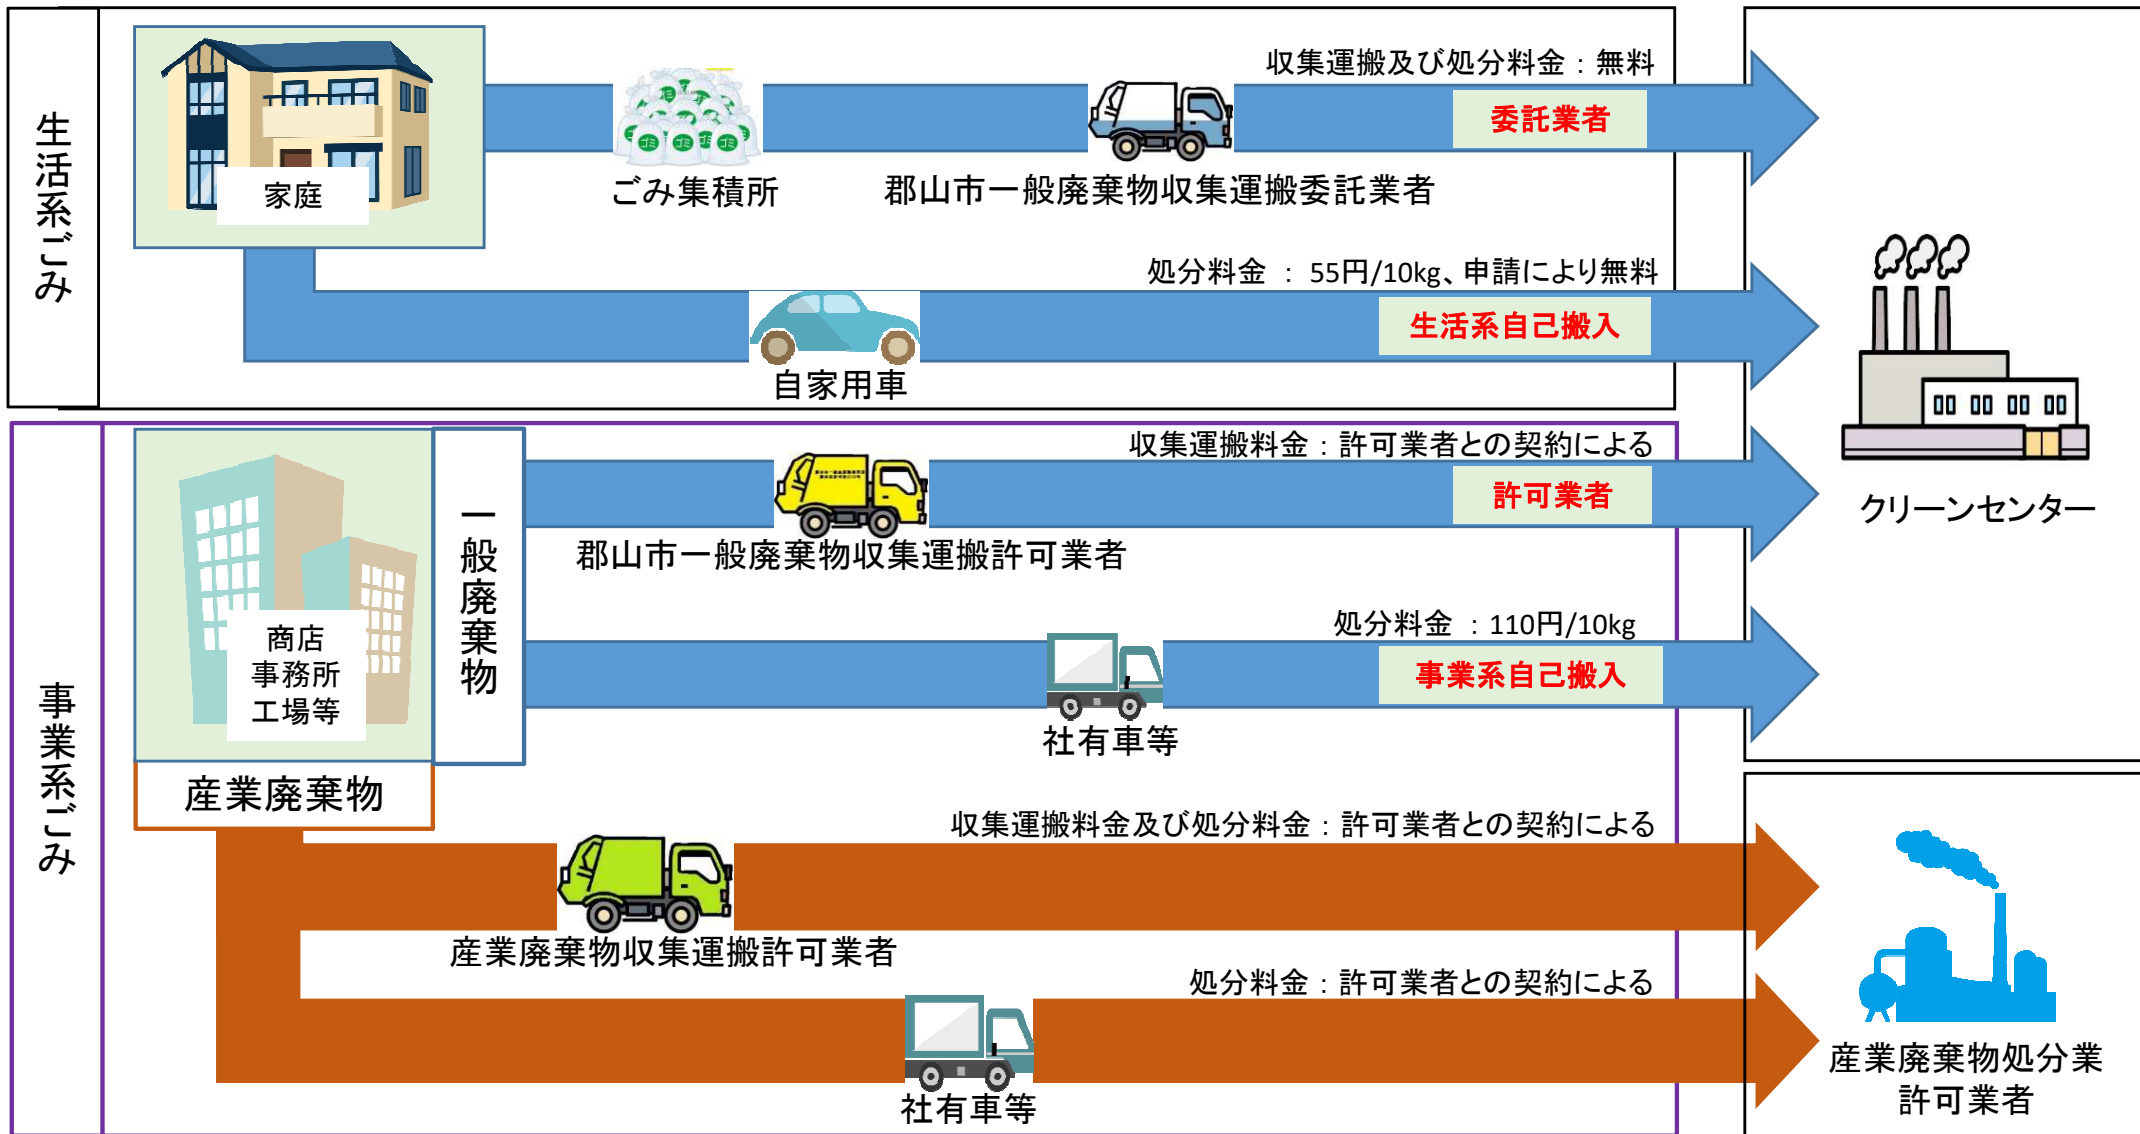 生活系ごみ
家庭
ゴミ
ゴミ
ゴミ
ごみ集積所
郡山市一般廃棄物収集運搬委託業者
収集運搬及び処分料金：無料
委託業者
処分料金 ： 55円/10kg、申請により無料
生活系自己搬入
自家用車
クリーンセンター
事業系ごみ
商店
事務所
工場等
一般廃棄物
収集運搬料金：許可業者との契約による
許可業者
郡山市一般廃棄物収集運搬許可業者
処分料金 ：110円/10kg
事業系自己搬入
社有車等
産業廃棄物
収集運搬料金及び処分料金：許可業者との契約による
産業廃棄物収集運搬許可業者
処分料金：許可業者との契約による
社有車等
産業廃棄物処分業
許可業者